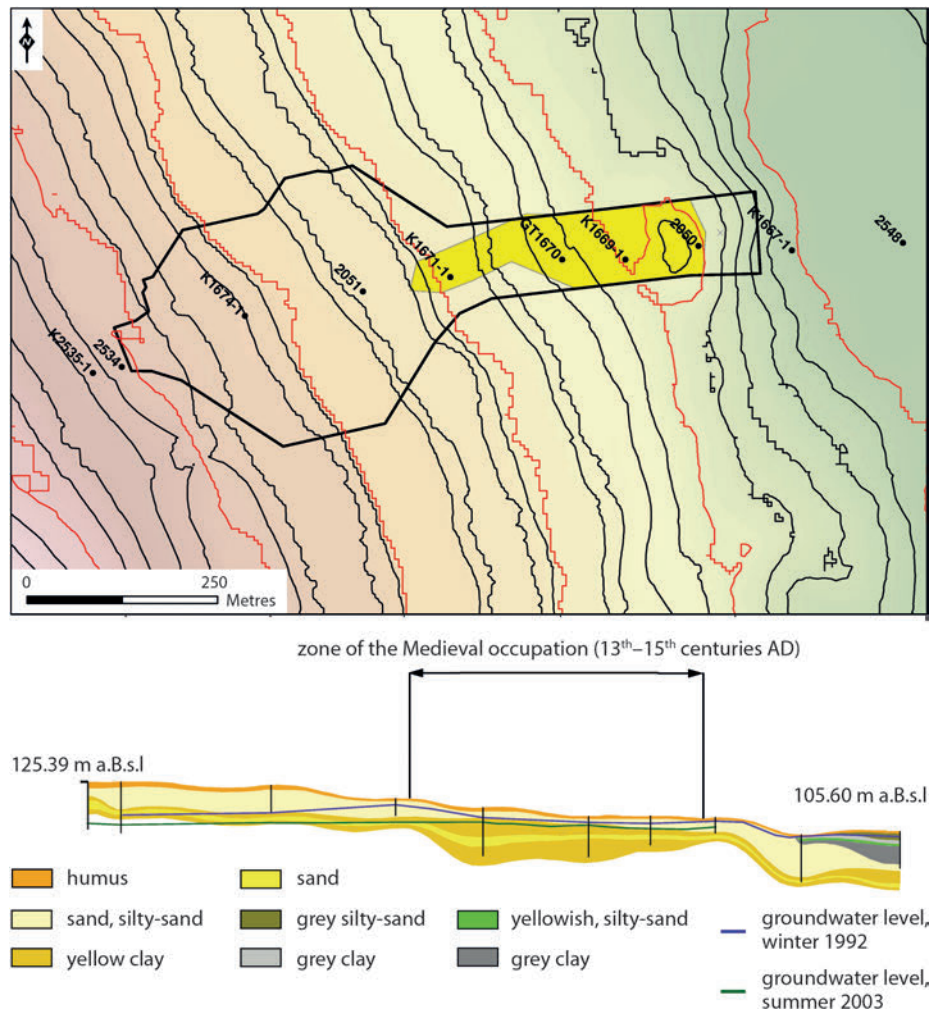 N
K2535-1
2534
K1674-1
2051
K1671-1
GT1670
K1669-1
2950
K1667-1
2548
0 250
Metres
zone of the Medieval occupation (13th–15th centuries AD)
125.39 m a.B.s.l
105.60 m a.B.s.l
humus
sand
sand, silty-sand
grey silty-sand
yellowish, silty-sand
groundwater level,
winter 1992
yellow clay
grey clay
grey clay
groundwater level,
summer 2003